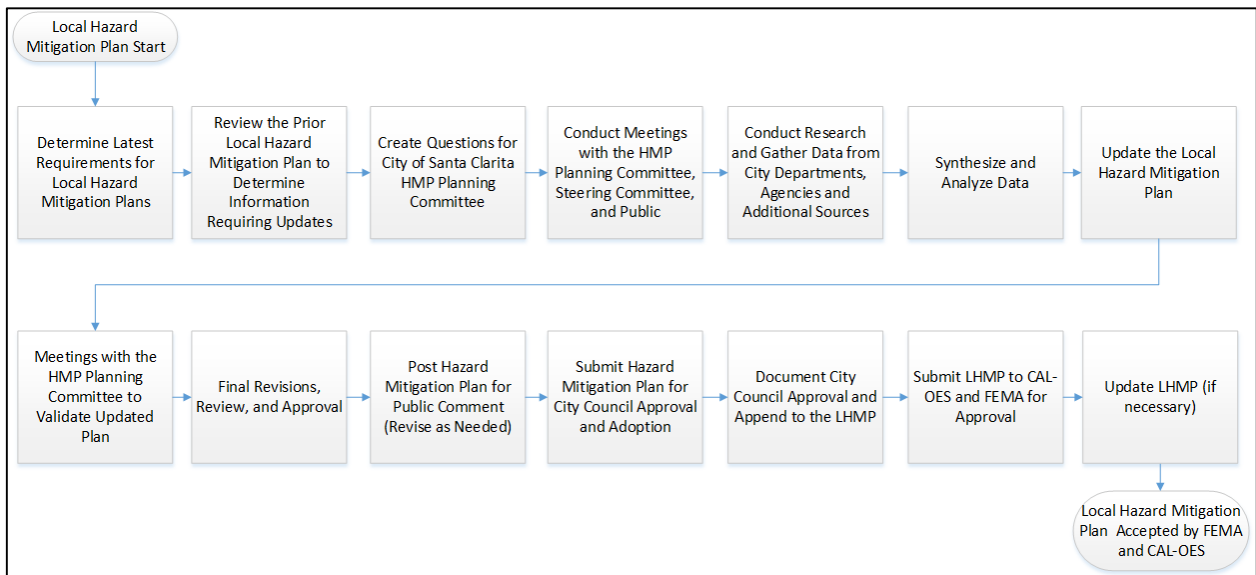 Local Hazard
Mitigation Plan Start
Determine Latest
Requirements for
Local Hazard
Mitigation Plans
Review the Prior
Local Hazard
Mitigation Plan to
Determine
Information
Requiring Updates
Create Questions for
City of Santa Clarita
HMP Planning
Committee
Conduct Meetings
with the HMP
Planning Committee,
Steering Committee,
and Public
Conduct Research
and Gather Data from
City Departments,
Agencies and
Additional Sources
Synthesize and
Analyze Data
Update the Local
Hazard Mitigation
Plan
Meetings with the
HMP Planning
Committee to
Validate Updated
Plan
Final Revisions,
Review, and Approval
Post Hazard
Mitigation Plan for
Public Comment
(Revise as Needed)
Submit Hazard
Mitigation Plan for
City Council Approval
and Adoption
Document City
Council Approval and
Append to the LHMP
Submit LHMP to CAL-
OES and FEMA for
Approval
Update LHMP (if
necessary)
Local Hazard Mitigation
Plan Accepted by FEMA
and CAL-OES